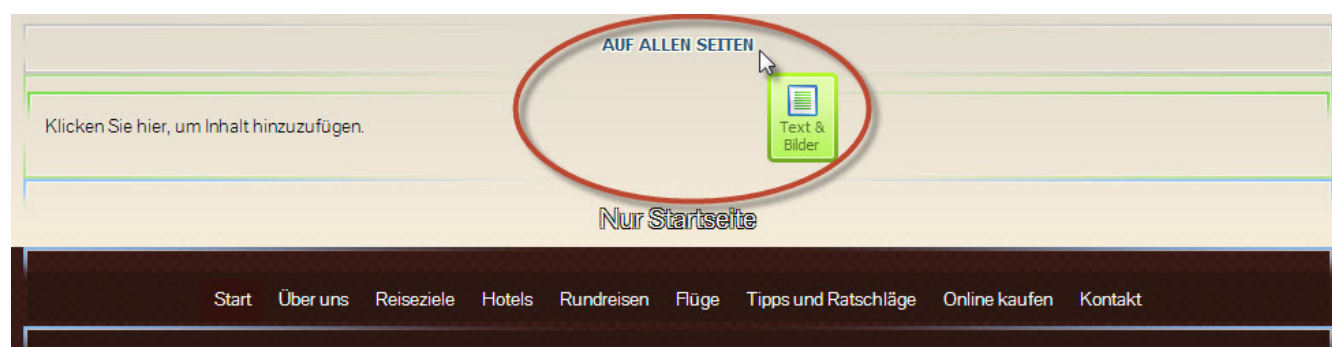 AUF ALLEN SEITEN
Klicken Sie hier, um Inhalt hinzuzufügen.
Text &
Bilder
Nur Startseite
Start Über uns Reiseziele Hotels Rundreisen Flüge Tipps und Ratschläge Online kaufen Kontakt